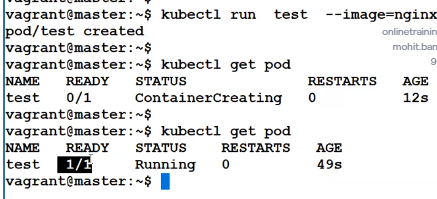 vagrant@master:~$ kubectl run  test  --image=nginx
pod/test created
onlinetrainin
vagrant@master:~$
mohit.ban
vagrant@master:~$ kubectl get pod
9
NAME   READY   STATUS              RESTARTS   AGE
test   0/1     ContainerCreating   0          12s
vagrant@master:~$
vagrant@master:~$ kubectl get pod
NAME   READY   STATUS    RESTARTS   AGE
test   1/1     Running   0          49s
vagrant@master:~$